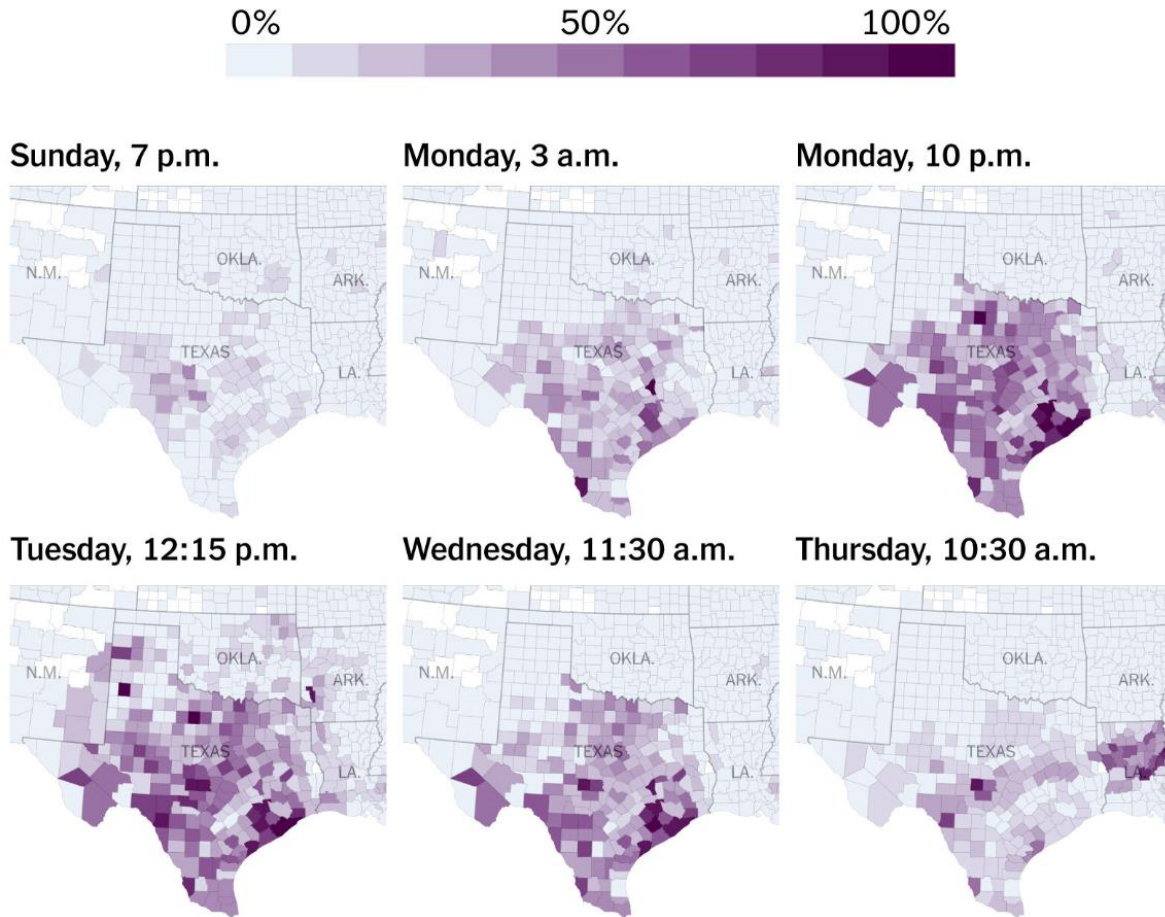 0% 50% 100%
Sunday, 7 p.m. Monday, 3 a.m. Monday, 10 p.m.
OKLA. OKLA. OKLA.
N.M. ARK. N.M. ARK. N.M. ARK.
TEXAS TEXAS TEXAS
LA. LA. LA.
Tuesday, 12:15 p.m. Wednesday, 11:30 a.m. Thursday, 10:30 a.m.
OKLA. OKLA. OKLA.
N.M. ARK. N.M. ARK. N.M. ARK.
TEXAS TEXAS TEXAS
LA. LA. LA.